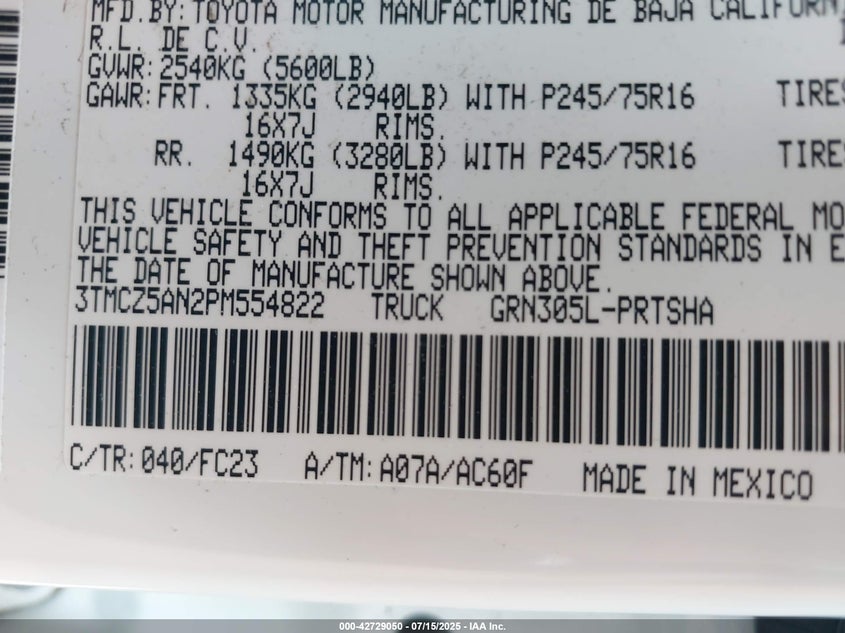 MFD.BY: TOYOTA MOTOR MANUFACTURING DE BAJA
R.L. DE C.V.
GVWR: 2540KG (5600LB)
GAWR: FRT. 1335KG (2940LB) WITH P245/75R16 TIRES
16X7J RIMS.
RR. 1490KG (3280LB) WITH P245/75R16 TIRES
16X7J RIMS.
THIS VEHICLE CONFORMS TO ALL APPLICABLE FEDERAL MO
VEHICLE SAFETY AND THEFT PREVENTION STANDARDS IN E
THE DATE OF MANUFACTURE SHOWN ABOVE.
3TMCZ5AN2PM554822 TRUCK GRN305L-PRTSHA
C/TR: 040/FC23 A/TM: A07A/AC60F MADE IN MEXICO
000-42729050 - 07/15/2025 - IAA Inc.